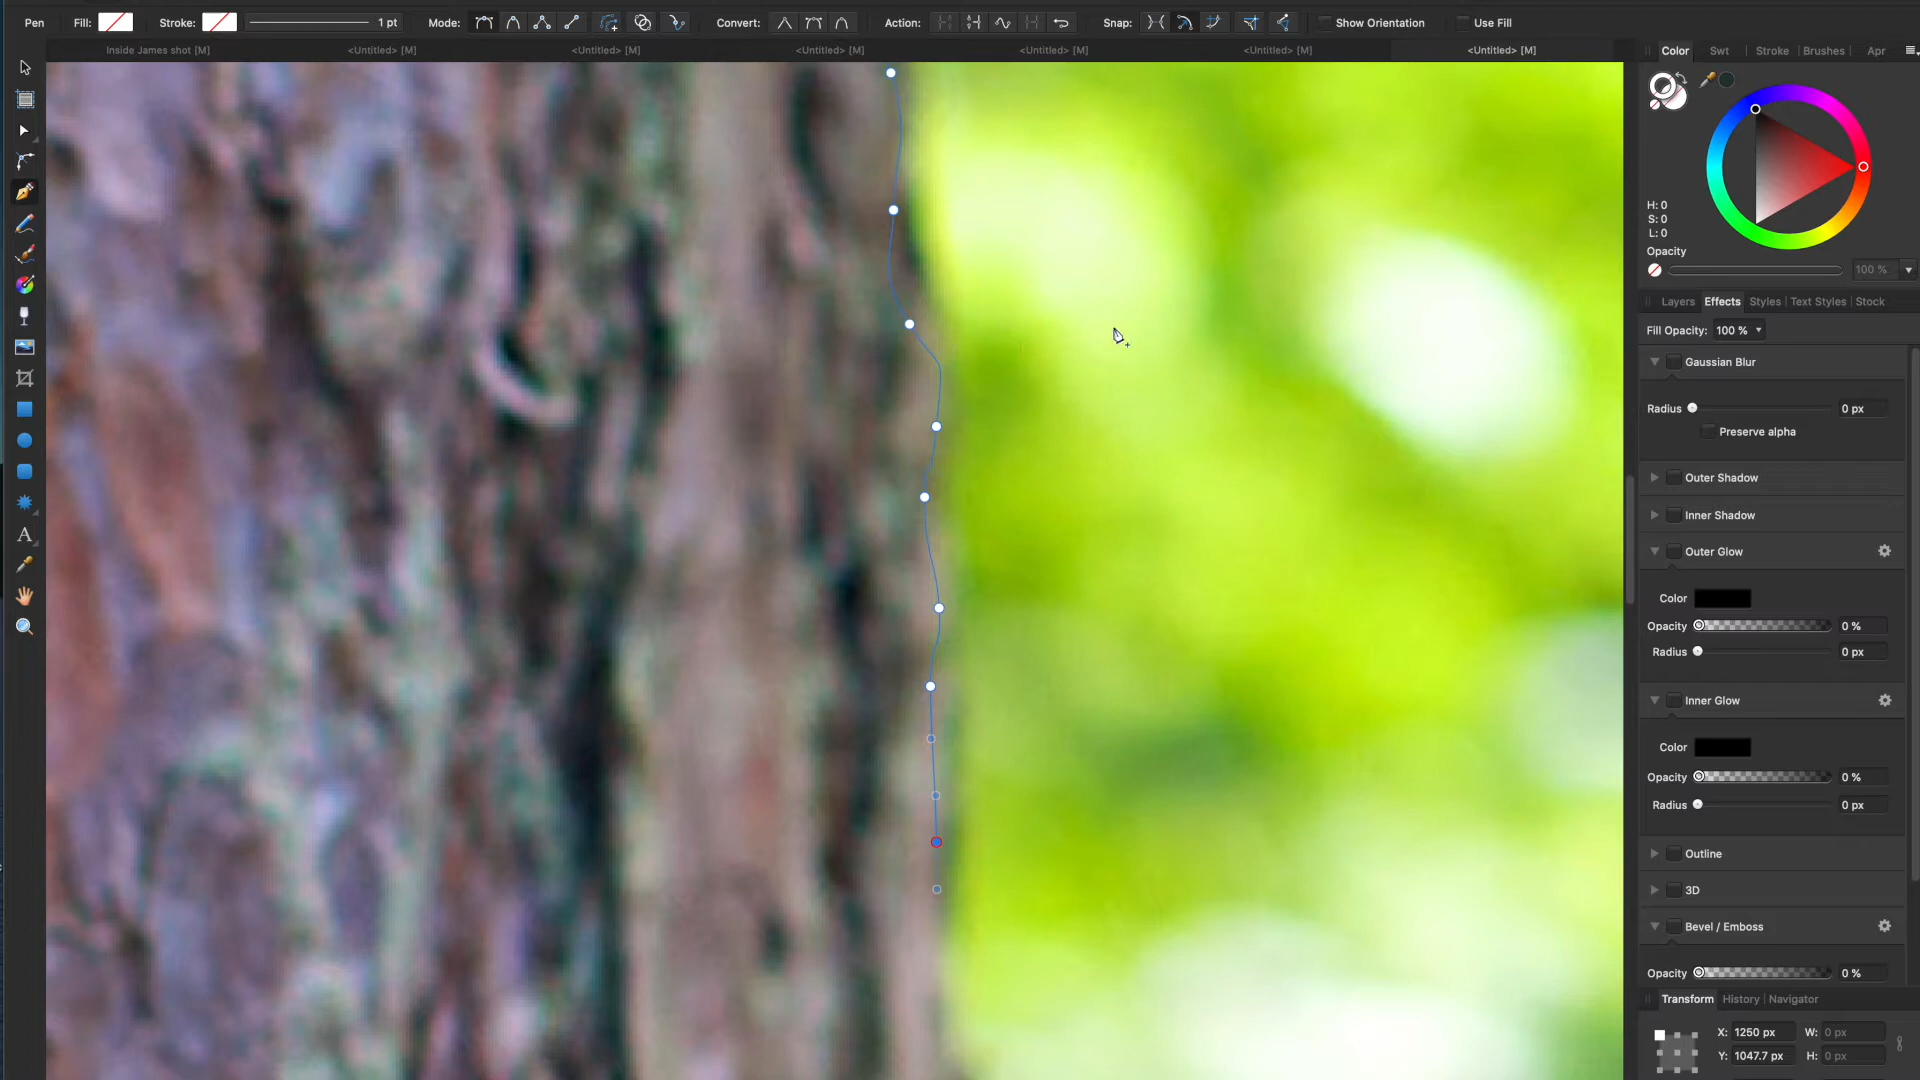 Pen Fill: Stroke: 1 pt Mode: Convert: Action: Snap: Show Orientation Use Fill
Inside James shot [M] <Untitled> [M] <Untitled> [M] <Untitled> [M] <Untitled> [M] <Untitled> [M] <Untitled> [M]
Color Swt Stroke Brushes Apr
H: 0
S: 0
L: 0
Opacity
100 %
Layers Effects Styles Text Styles Stock
Fill Opacity: 100 %
Gaussian Blur
Radius 0 px
Preserve alpha
Outer Shadow
Inner Shadow
Outer Glow
Color
Opacity 0 %
Radius 0 px
Inner Glow
Color
Opacity 0 %
Radius 0 px
Outline
3D
Bevel / Emboss
Opacity 0 %
Transform History Navigator
X: 1250 px W: 0 px
Y: 1047.7 px H: 0 px
A